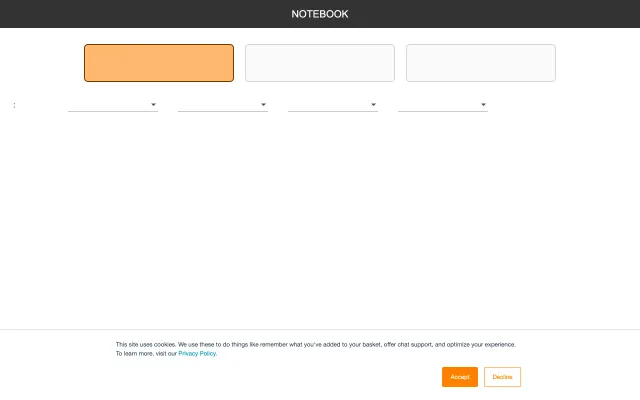 NOTEBOOK
:
This site uses cookies. We use these to do things like remember what you've added to your basket, offer chat support, and optimize your experience.
To learn more, visit our Privacy Policy.
Accept
Decline